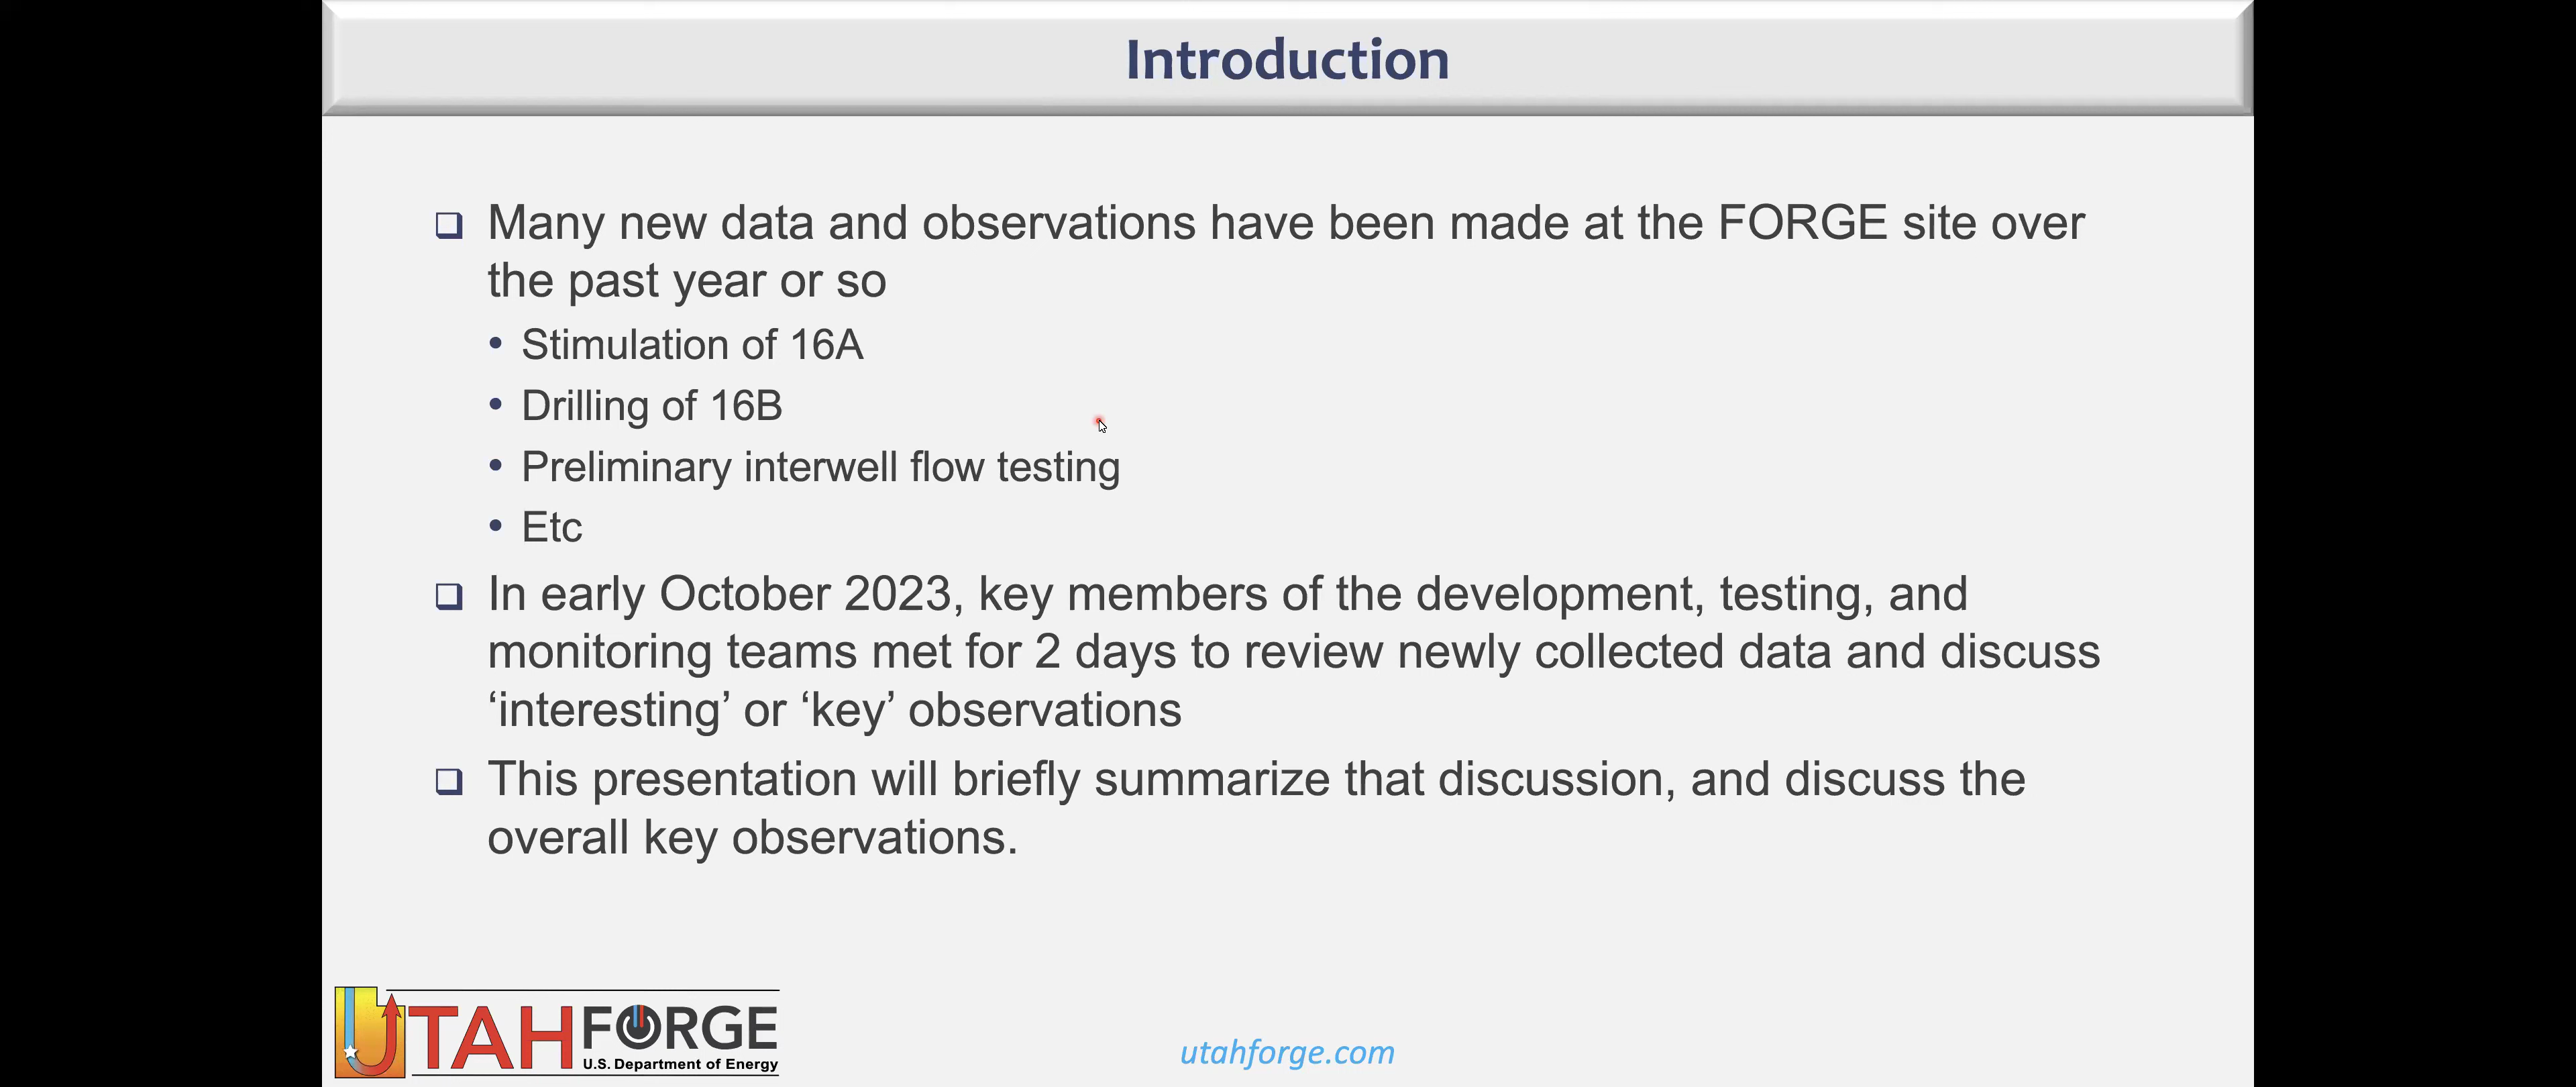 Introduction
❑ Many new data and observations have been made at the FORGE site over
the past year or so
• Stimulation of 16A
• Drilling of 16B
• Preliminary interwell flow testing
• Etc
❑ In early October 2023, key members of the development, testing, and
monitoring teams met for 2 days to review newly collected data and discuss
‘interesting’ or ‘key’ observations
❑ This presentation will briefly summarize that discussion, and discuss the
overall key observations.
UTAH FORGE
U.S. Department of Energy
utahforge.com